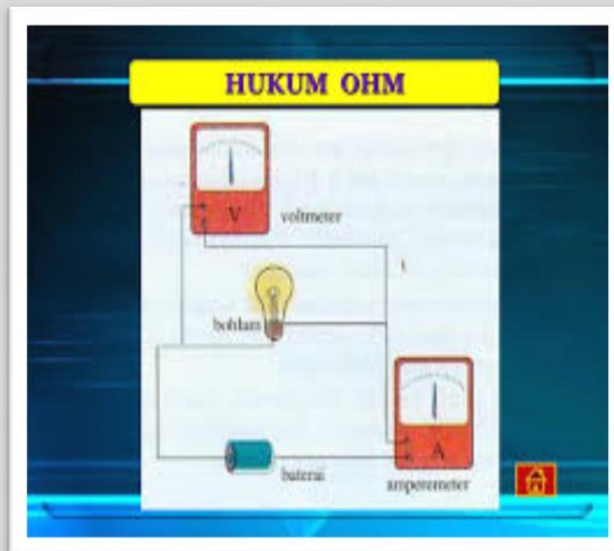 HUKUM OHM
V
voltmeter
bohlam
A
baterai
amperemeter